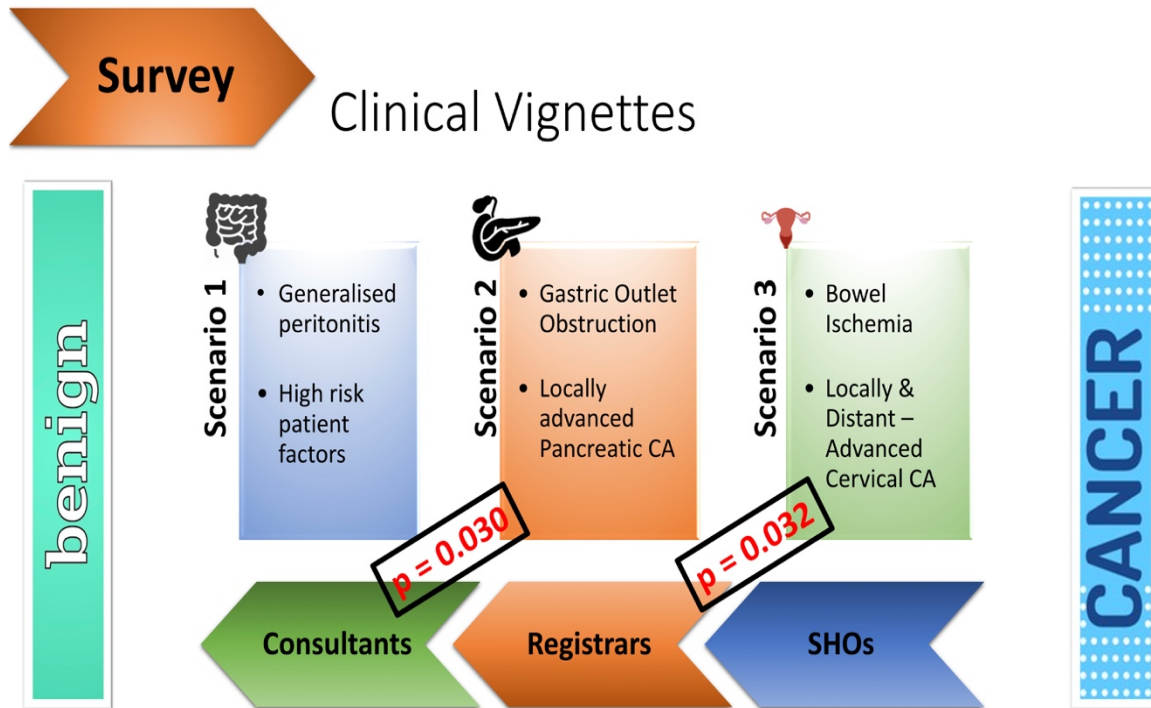 Survey
Clinical Vignettes
benign
Scenario 1
• Generalised
peritonitis
• High risk
patient
factors
Scenario 2
• Gastric Outlet
Obstruction
• Locally
advanced
Pancreatic CA
Scenario 3
• Bowel
Ischemia
• Locally &
Distant –
Advanced
Cervical CA
CANCER
p = 0.030
p = 0.032
Consultants
Registrars
SHOs